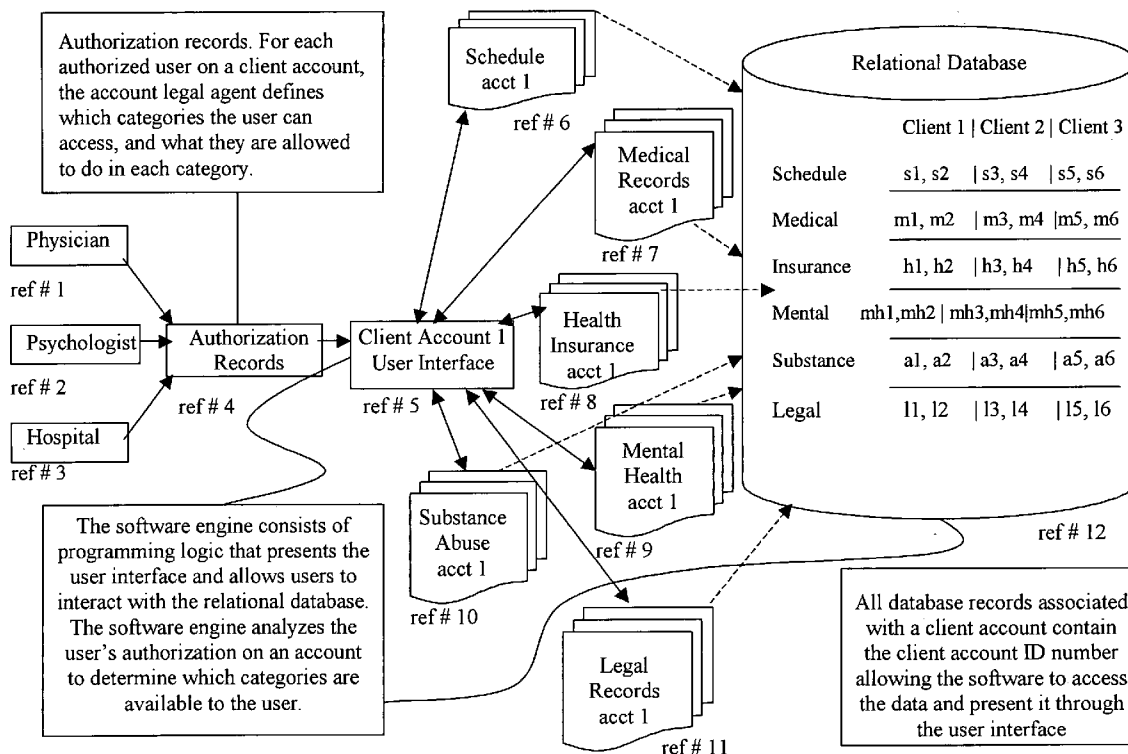 Authorization records. For each
authorized user on a client account,
the account legal agent defines
which categories the user can
access, and what they are allowed
to do in each category.
Physician
ref # 1
Psychologist
ref # 2
Hospital
ref # 3
Authorization
Records
ref # 4
Client Account 1
User Interface
ref # 5
Schedule
acct 1
ref # 6
Medical
Records
acct 1
ref # 7
Health
Insurance
acct 1
ref # 8
Mental
Health
acct 1
ref # 9
Substance
Abuse
acct 1
ref # 10
Legal
Records
acct 1
ref # 11
Relational Database
Client 1 | Client 2 | Client 3
Schedule s1, s2 | s3, s4 | s5, s6
Medical m1, m2 | m3, m4 |m5, m6
Insurance h1, h2 | h3, h4 | h5, h6
Mental mh1,mh2 | mh3,mh4|mh5,mh6
Substance a1, a2 | a3, a4 | a5, a6
Legal l1, l2 | l3, l4 | l5, l6
ref # 12
The software engine consists of
programming logic that presents the
user interface and allows users to
interact with the relational database.
The software engine analyzes the
user's authorization on an account
to determine which categories are
available to the user.
All database records associated
with a client account contain
the client account ID number
allowing the software to access
the data and present it through
the user interface